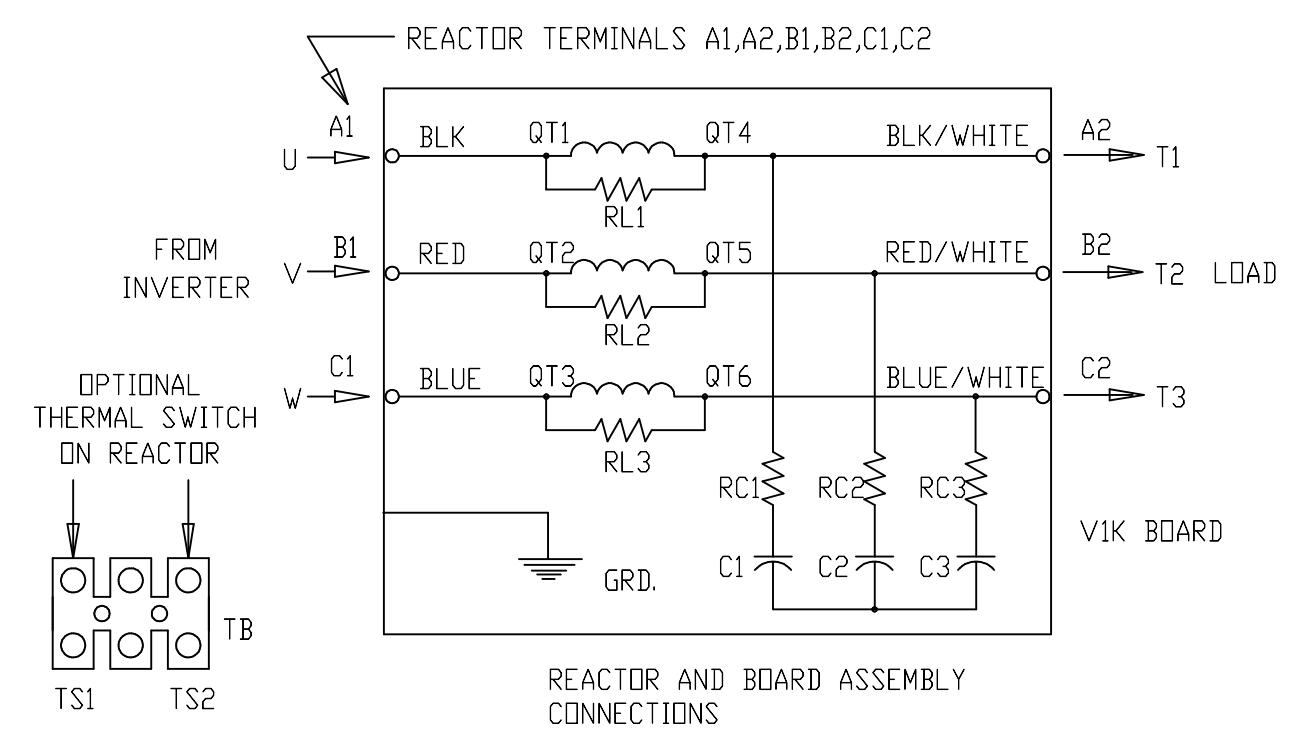 REACTOR TERMINALS A1,A2,B1,B2,C1,C2
A1
BLK
QT1
QT4
BLK/WHITE
A2
U
T1
RL1
FROM
INVERTER
B1
RED
QT2
QT5
RED/WHITE
B2
V
T2
LOAD
RL2
C1
BLUE
QT3
QT6
BLUE/WHITE
C2
W
T3
RL3
OPTIONAL
THERMAL SWITCH
ON REACTOR
RC1
RC2
RC3
V1K BOARD
C1
C2
C3
GRD.
TB
TS1
TS2
REACTOR AND BOARD ASSEMBLY
CONNECTIONS